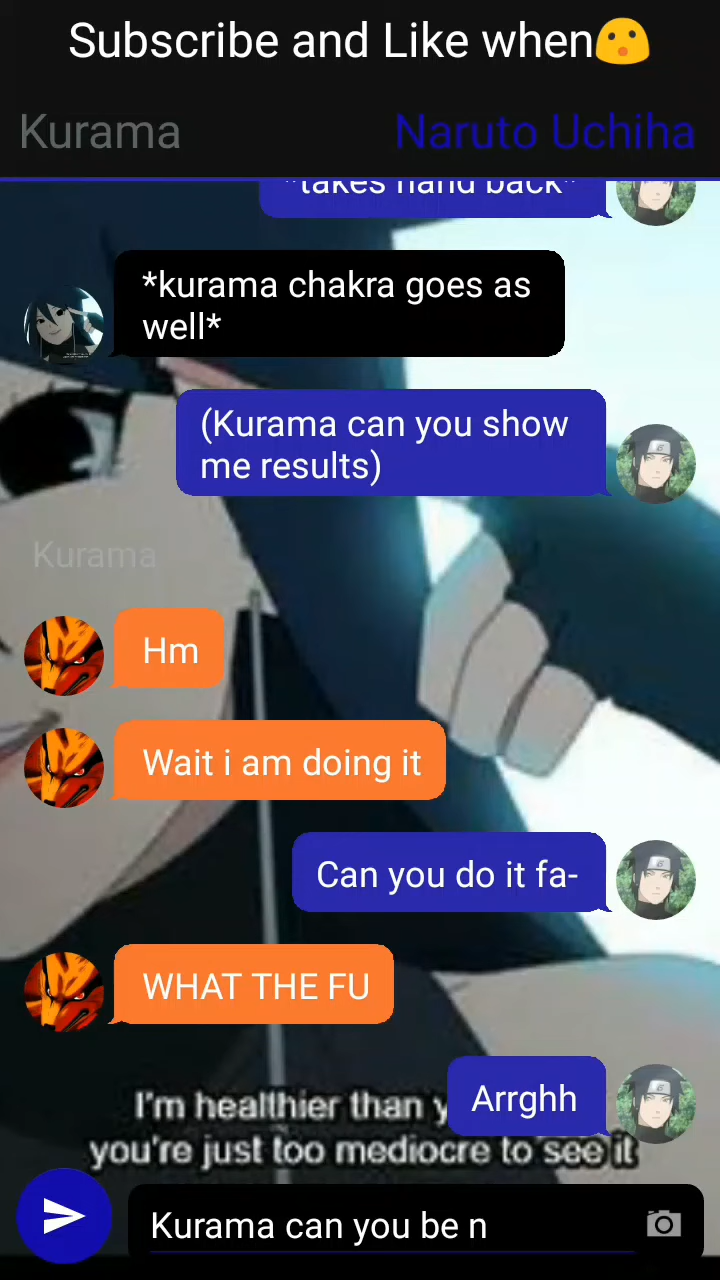 Subscribe and Like when😮
Kurama
Naruto Uchiha
*takes hand back*
*kurama chakra goes as
well*
(Kurama can you show
me results)
Kurama
Hm
Wait i am doing it
Can you do it fa-
WHAT THE FU
Arrghh
I'm healthier than
you're just too mediocre to see it
Kurama can you be n